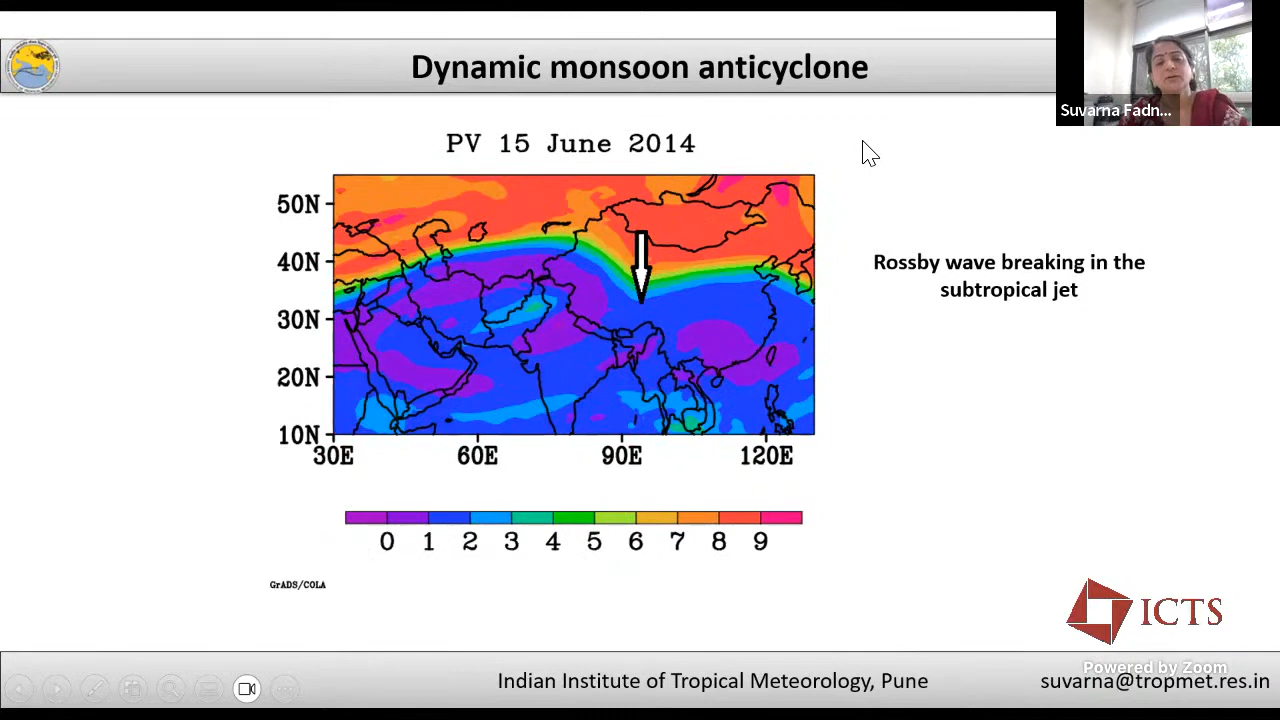 Dynamic monsoon anticyclone
Suvarna Fadn...
PV 15 June 2014
50N
40N
30N
20N
10N
30E 60E 90E 120E
Rossby wave breaking in the
subtropical jet
0 1 2 3 4 5 6 7 8 9
GrADS/COLA
ICTS
Powered by Zoom
Indian Institute of Tropical Meteorology, Pune
suvarna@tropmet.res.in